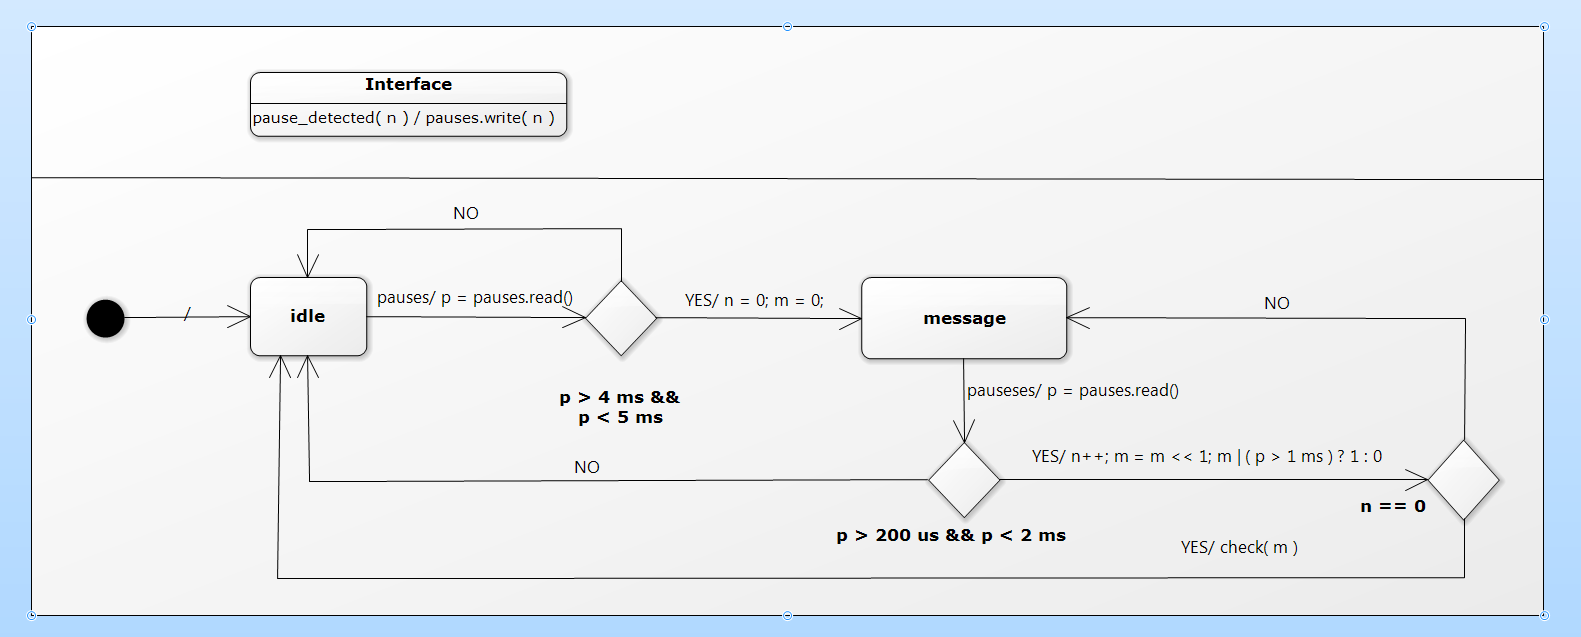 Interface
pause_detected( n ) / pauses.write( n )
NO
pauses/ p = pauses.read()
YES/ n = 0; m = 0;
NO
/
idle
message
p > 4 ms &&
p < 5 ms
pauseses/ p = pauses.read()
NO
YES/ n++; m = m << 1; m | ( p > 1 ms ) ? 1 : 0
n == 0
p > 200 us && p < 2 ms
YES/ check( m )